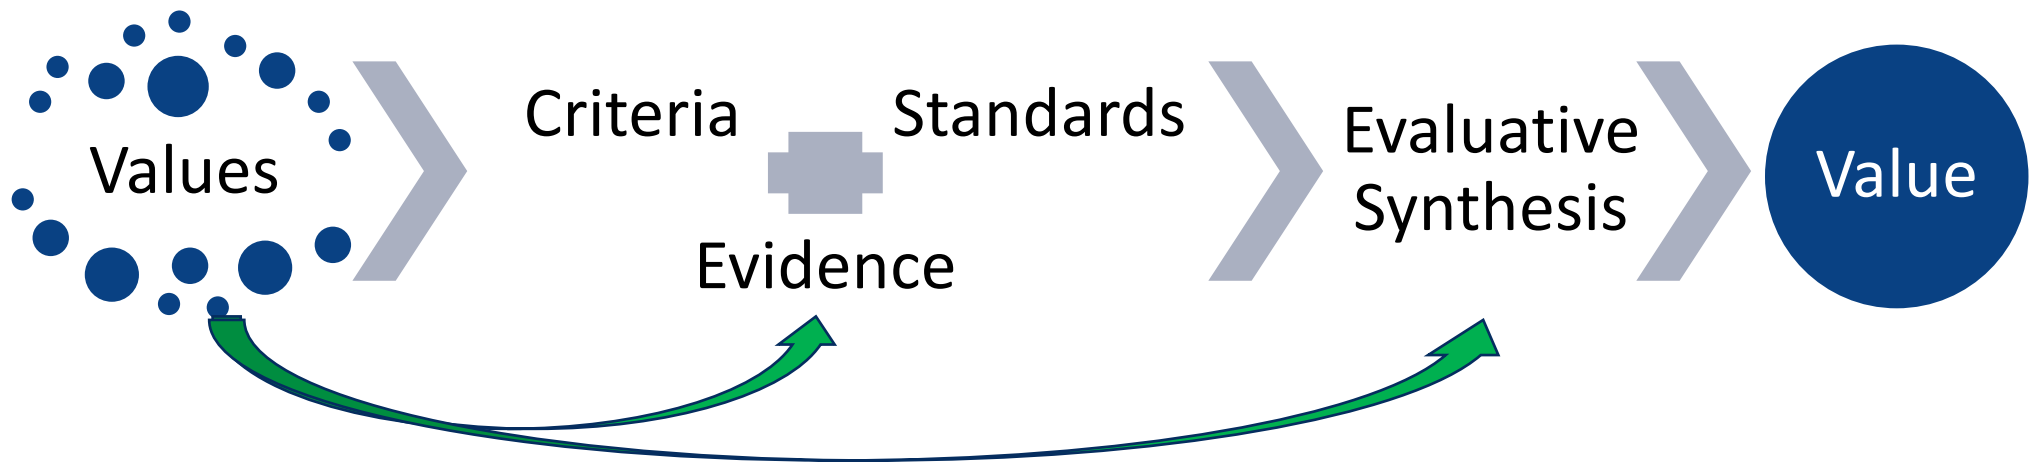 Values
Criteria
Standards
Evidence
Evaluative
Synthesis
Value